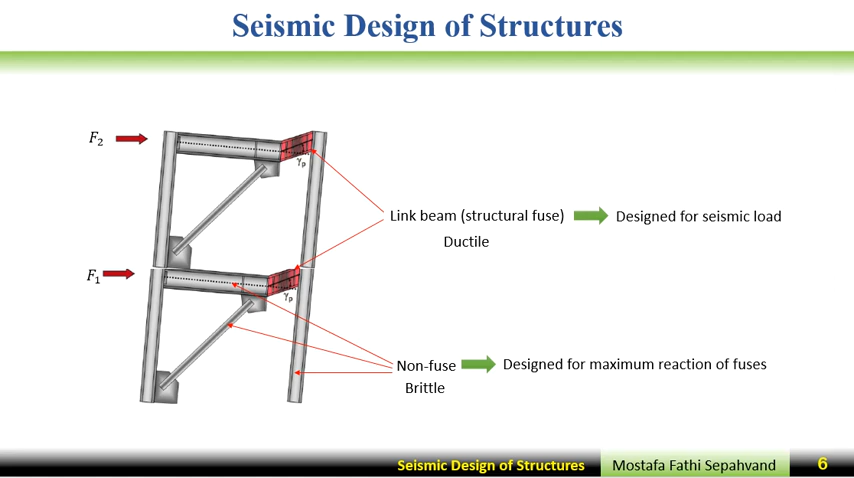 Seismic Design of Structures
F₂
γₚ
Link beam (structural fuse)
Designed for seismic load
Ductile
F₁
γₚ
Non-fuse
Designed for maximum reaction of fuses
Brittle
Seismic Design of Structures
Mostafa Fathi Sepahvand
6